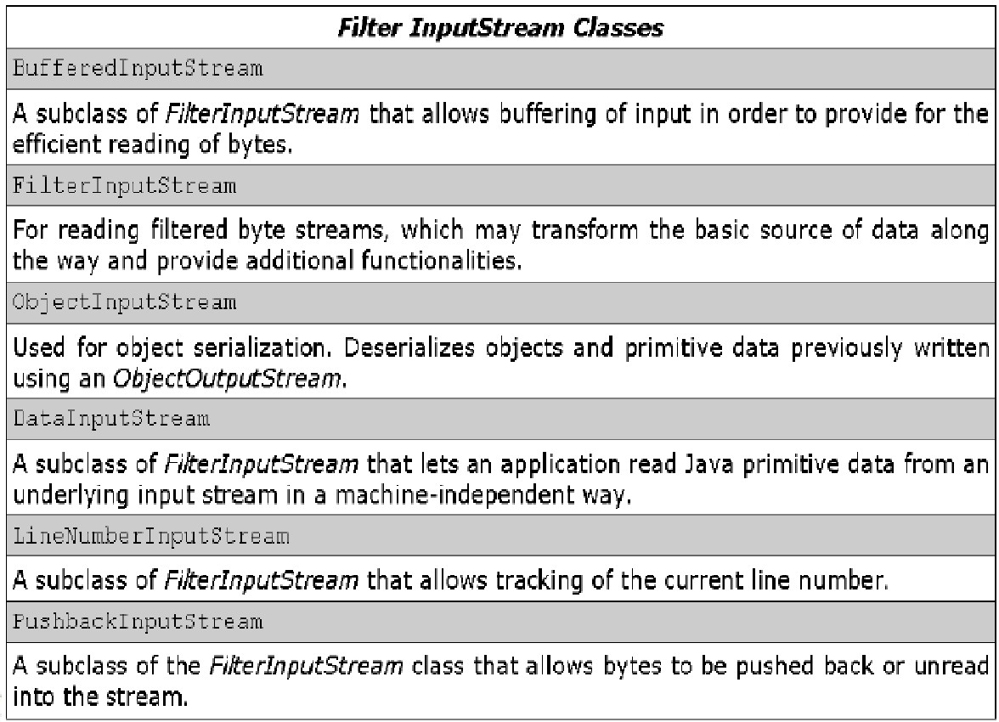 Filter InputStream Classes
BufferedInputStream
A subclass of FilterInputStream that allows buffering of input in order to provide for the
efficient reading of bytes.
FilterInputStream
For reading filtered byte streams, which may transform the basic source of data along
the way and provide additional functionalities.
ObjectInputStream
Used for object serialization. Deserializes objects and primitive data previously written
using an ObjectOutputStream.
DataInputStream
A subclass of FilterInputStream that lets an application read Java primitive data from an
underlying input stream in a machine-independent way.
LineNumberInputStream
A subclass of FilterInputStream that allows tracking of the current line number.
PushbackInputStream
A subclass of the FilterInputStream class that allows bytes to be pushed back or unread
into the stream.